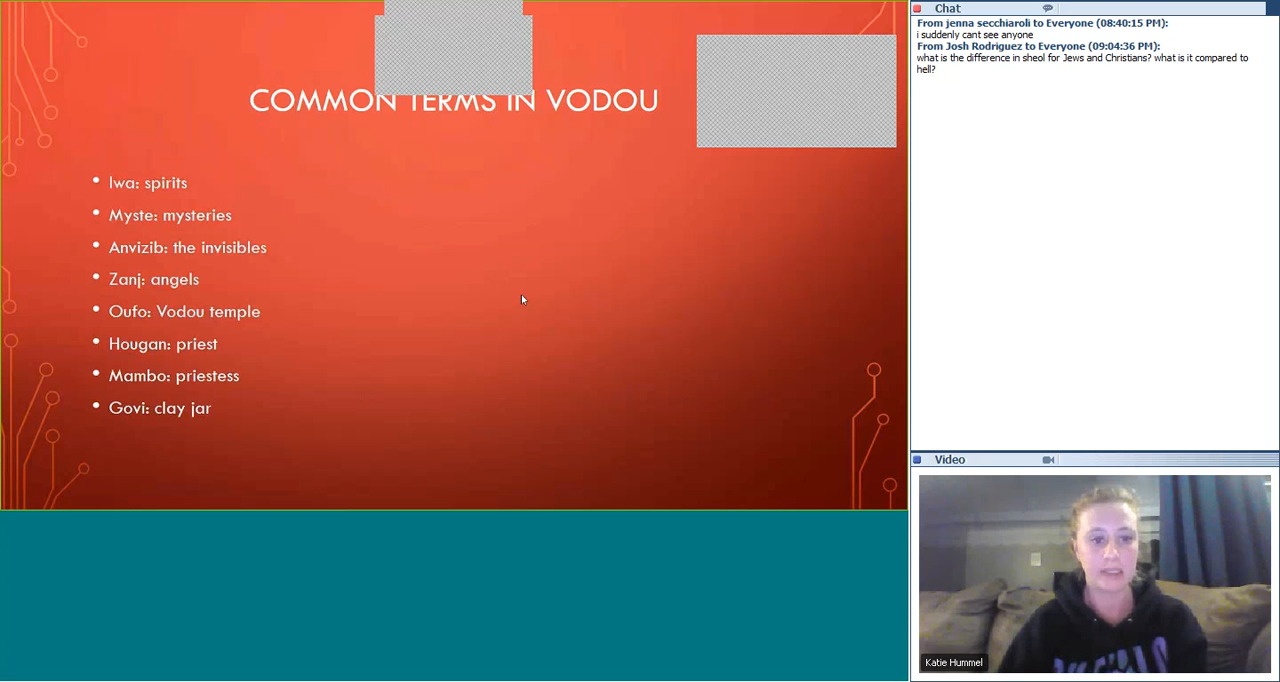 COMMON TERMS IN VODOU
Iwa: spirits
Myste: mysteries
Anvizib: the invisibles
Zanj: angels
Oufo: Vodou temple
Hougan: priest
Mambo: priestess
Govi: clay jar
Chat
From jenna secchiaroli to Everyone (08:40:15 PM):
i suddenly cant see anyone
From Josh Rodriguez to Everyone (09:04:36 PM):
what is the difference in sheol for Jews and Christians? what is it compared to
hell?
Video
Katie Hummel